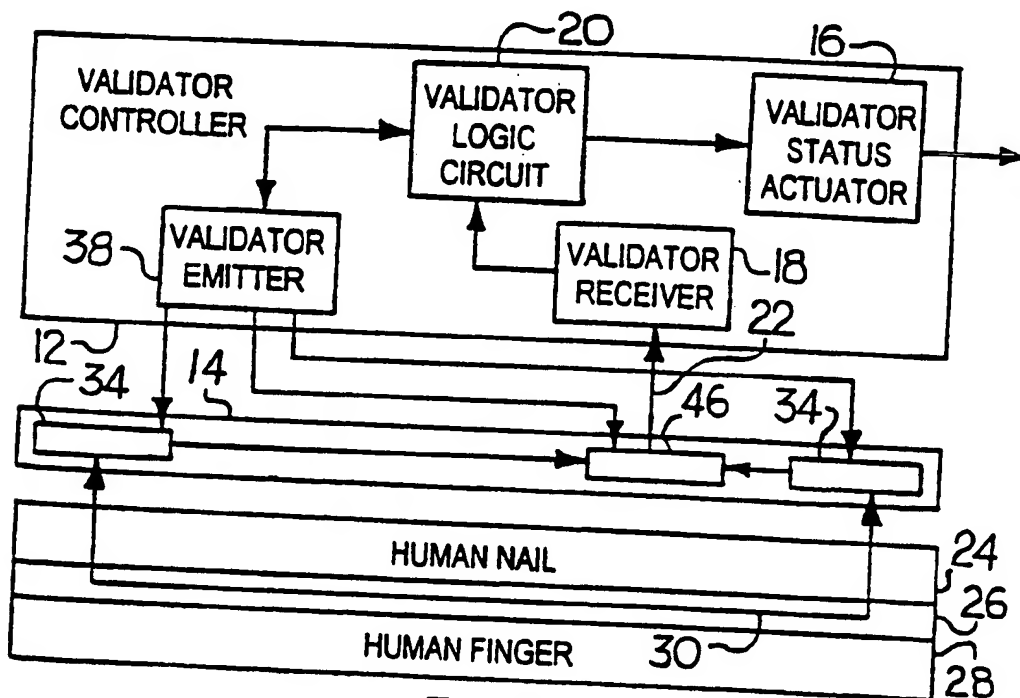 20
16
VALIDATOR
CONTROLLER
VALIDATOR
LOGIC
CIRCUIT
VALIDATOR
STATUS
ACTUATOR
38
VALIDATOR
EMITTER
VALIDATOR
RECEIVER
18
12
22
34
14
46
34
HUMAN NAIL
24
26
HUMAN FINGER
30
28